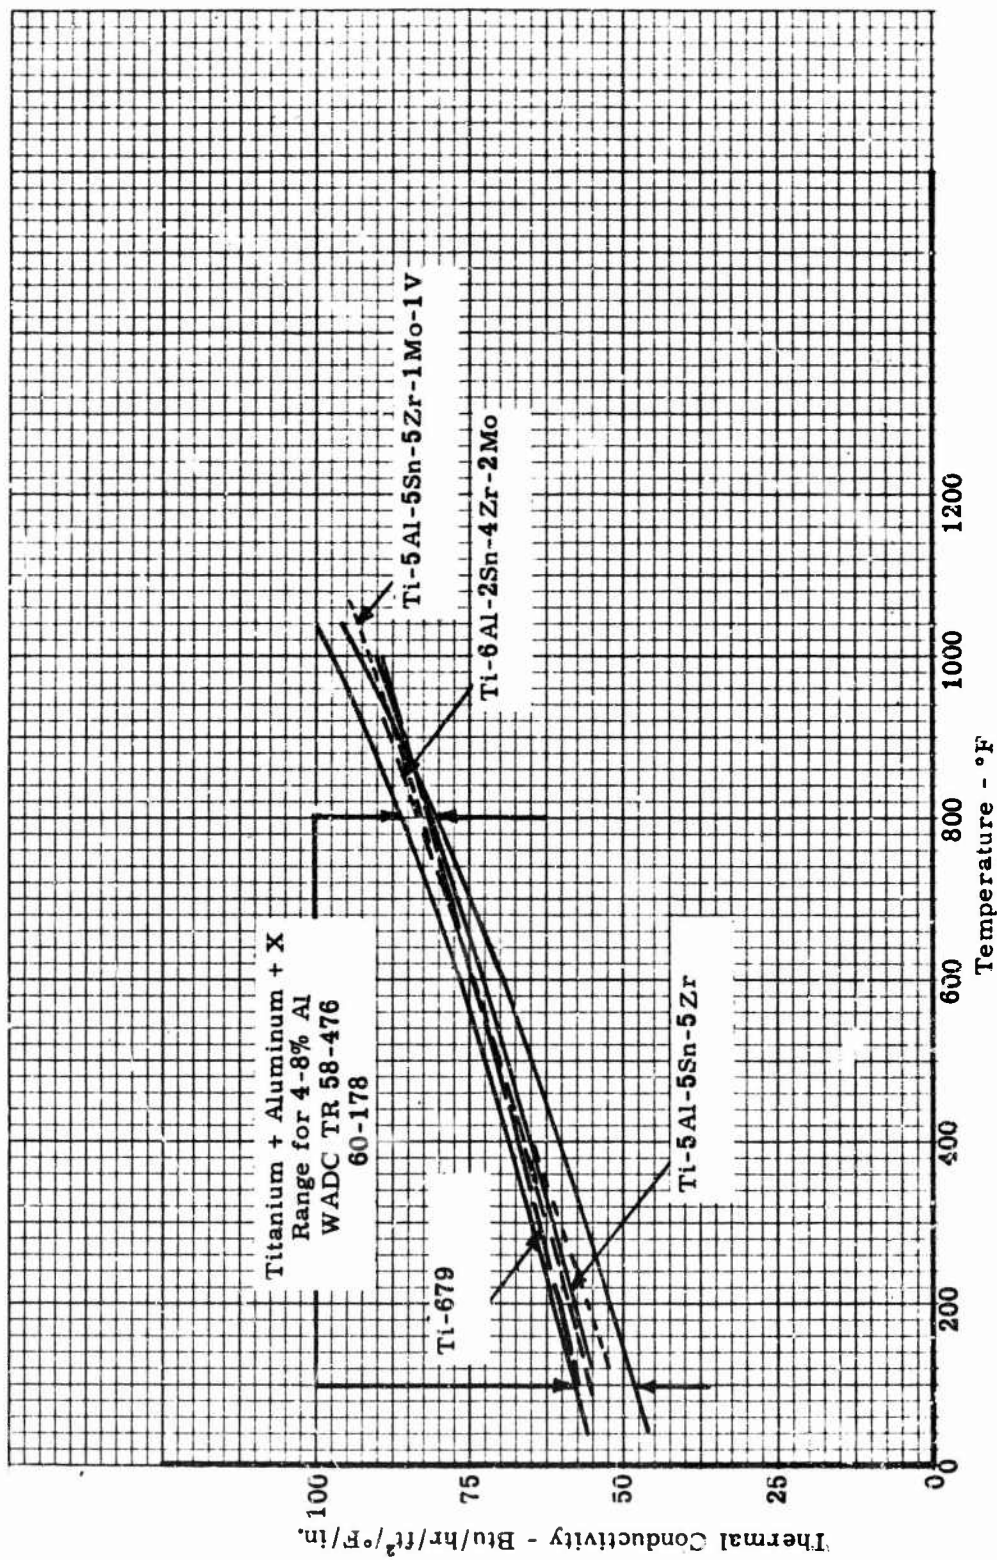 Thermal Conductivity - Btu/hr/ft²/°F/in.
100
75
50
25
0
Titanium + Aluminum + X
Range for 4-8% Al
WADC TR 58-476
60-178
Ti-679
Ti-5Al-5Sn-5Zr-1Mo-1V
Ti-6Al-2Sn-4Zr-2Mo
Ti-5Al-5Sn-5Zr
0
200
400
600
800
1000
1200
Temperature - °F